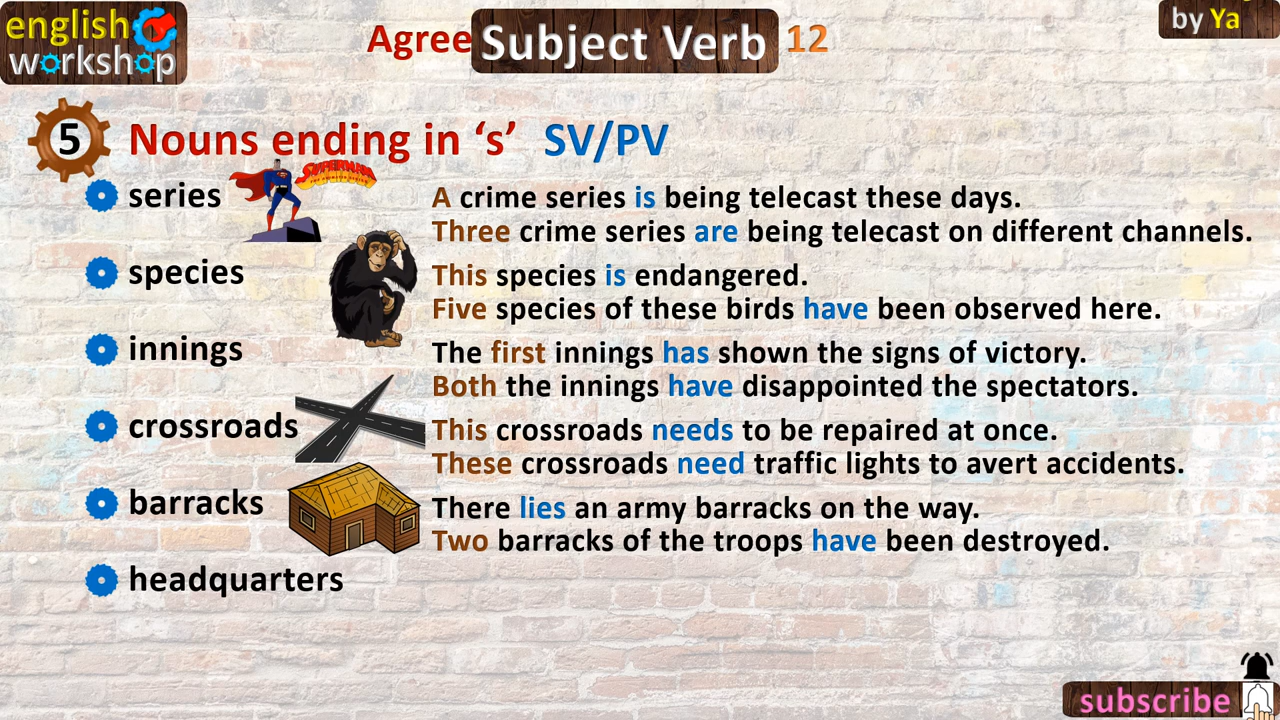 english
workshop
Agree Subject Verb 12
by Ya
5 Nouns ending in ‘s’ SV/PV
series
SUPERMAN
A crime series is being telecast these days.
Three crime series are being telecast on different channels.
species
This species is endangered.
Five species of these birds have been observed here.
innings
The first innings has shown the signs of victory.
Both the innings have disappointed the spectators.
crossroads
This crossroads needs to be repaired at once.
These crossroads need traffic lights to avert accidents.
barracks
There lies an army barracks on the way.
Two barracks of the troops have been destroyed.
headquarters
subscribe